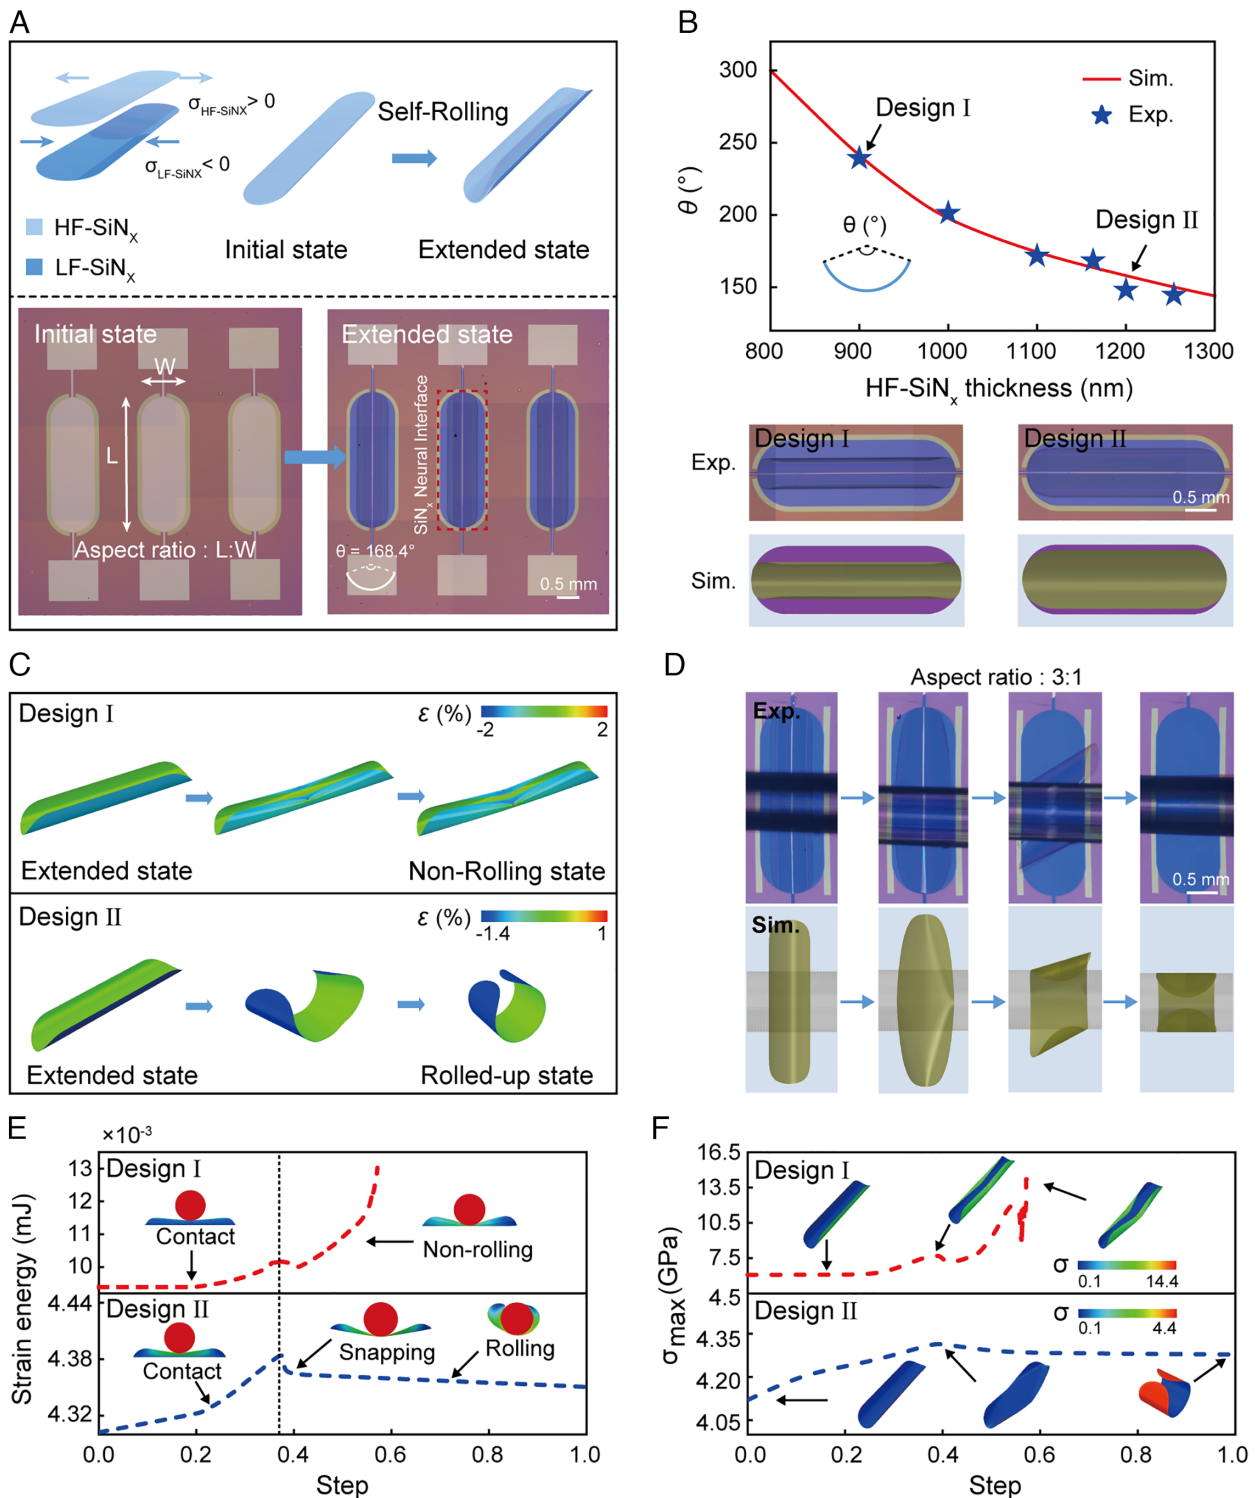 A
σHF-SiNX> 0
σLF-SiNX< 0
Self-Rolling
HF-SiNX
LF-SiNX
Initial state
Extended state
Initial state
W
L
Aspect ratio : L:W
Extended state
SiNx Neural Interface
θ = 168.4°
0.5 mm
B
θ (°)
300
250
200
150
Sim.
Exp.
Design I
Design II
θ (°)
800
900
1000
1100
1200
1300
HF-SiNx thickness (nm)
Exp.
Design I
Design II
0.5 mm
Sim.
C
Design I
ε (%)
-2
2
Extended state
Non-Rolling state
Design II
ε (%)
-1.4
1
Extended state
Rolled-up state
D
Aspect ratio : 3:1
Exp.
0.5 mm
Sim.
E
×10-3
Strain energy (mJ)
13
12
11
10
Design I
Contact
Non-rolling
4.44
4.38
4.32
Design II
Contact
Snapping
Rolling
0.0
0.2
0.4
0.6
0.8
1.0
Step
F
σmax(GPa)
16.5
13.5
10.5
7.5
4.5
Design I
σ
0.1
14.4
4.35
4.20
4.05
Design II
σ
0.1
4.4
0.0
0.2
0.4
0.6
0.8
1.0
Step